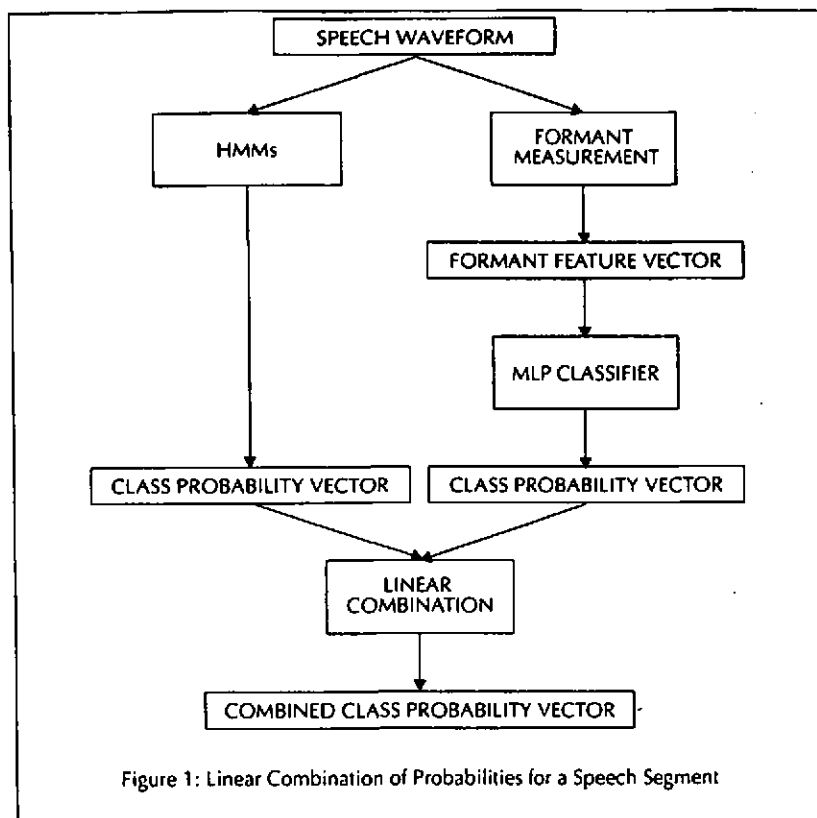 SPEECH WAVEFORM
HMMs
FORMANT
MEASUREMENT
FORMANT FEATURE VECTOR
MLP CLASSIFIER
CLASS PROBABILITY VECTOR
CLASS PROBABILITY VECTOR
LINEAR
COMBINATION
COMBINED CLASS PROBABILITY VECTOR
Figure 1: Linear Combination of Probabilities for a Speech Segment